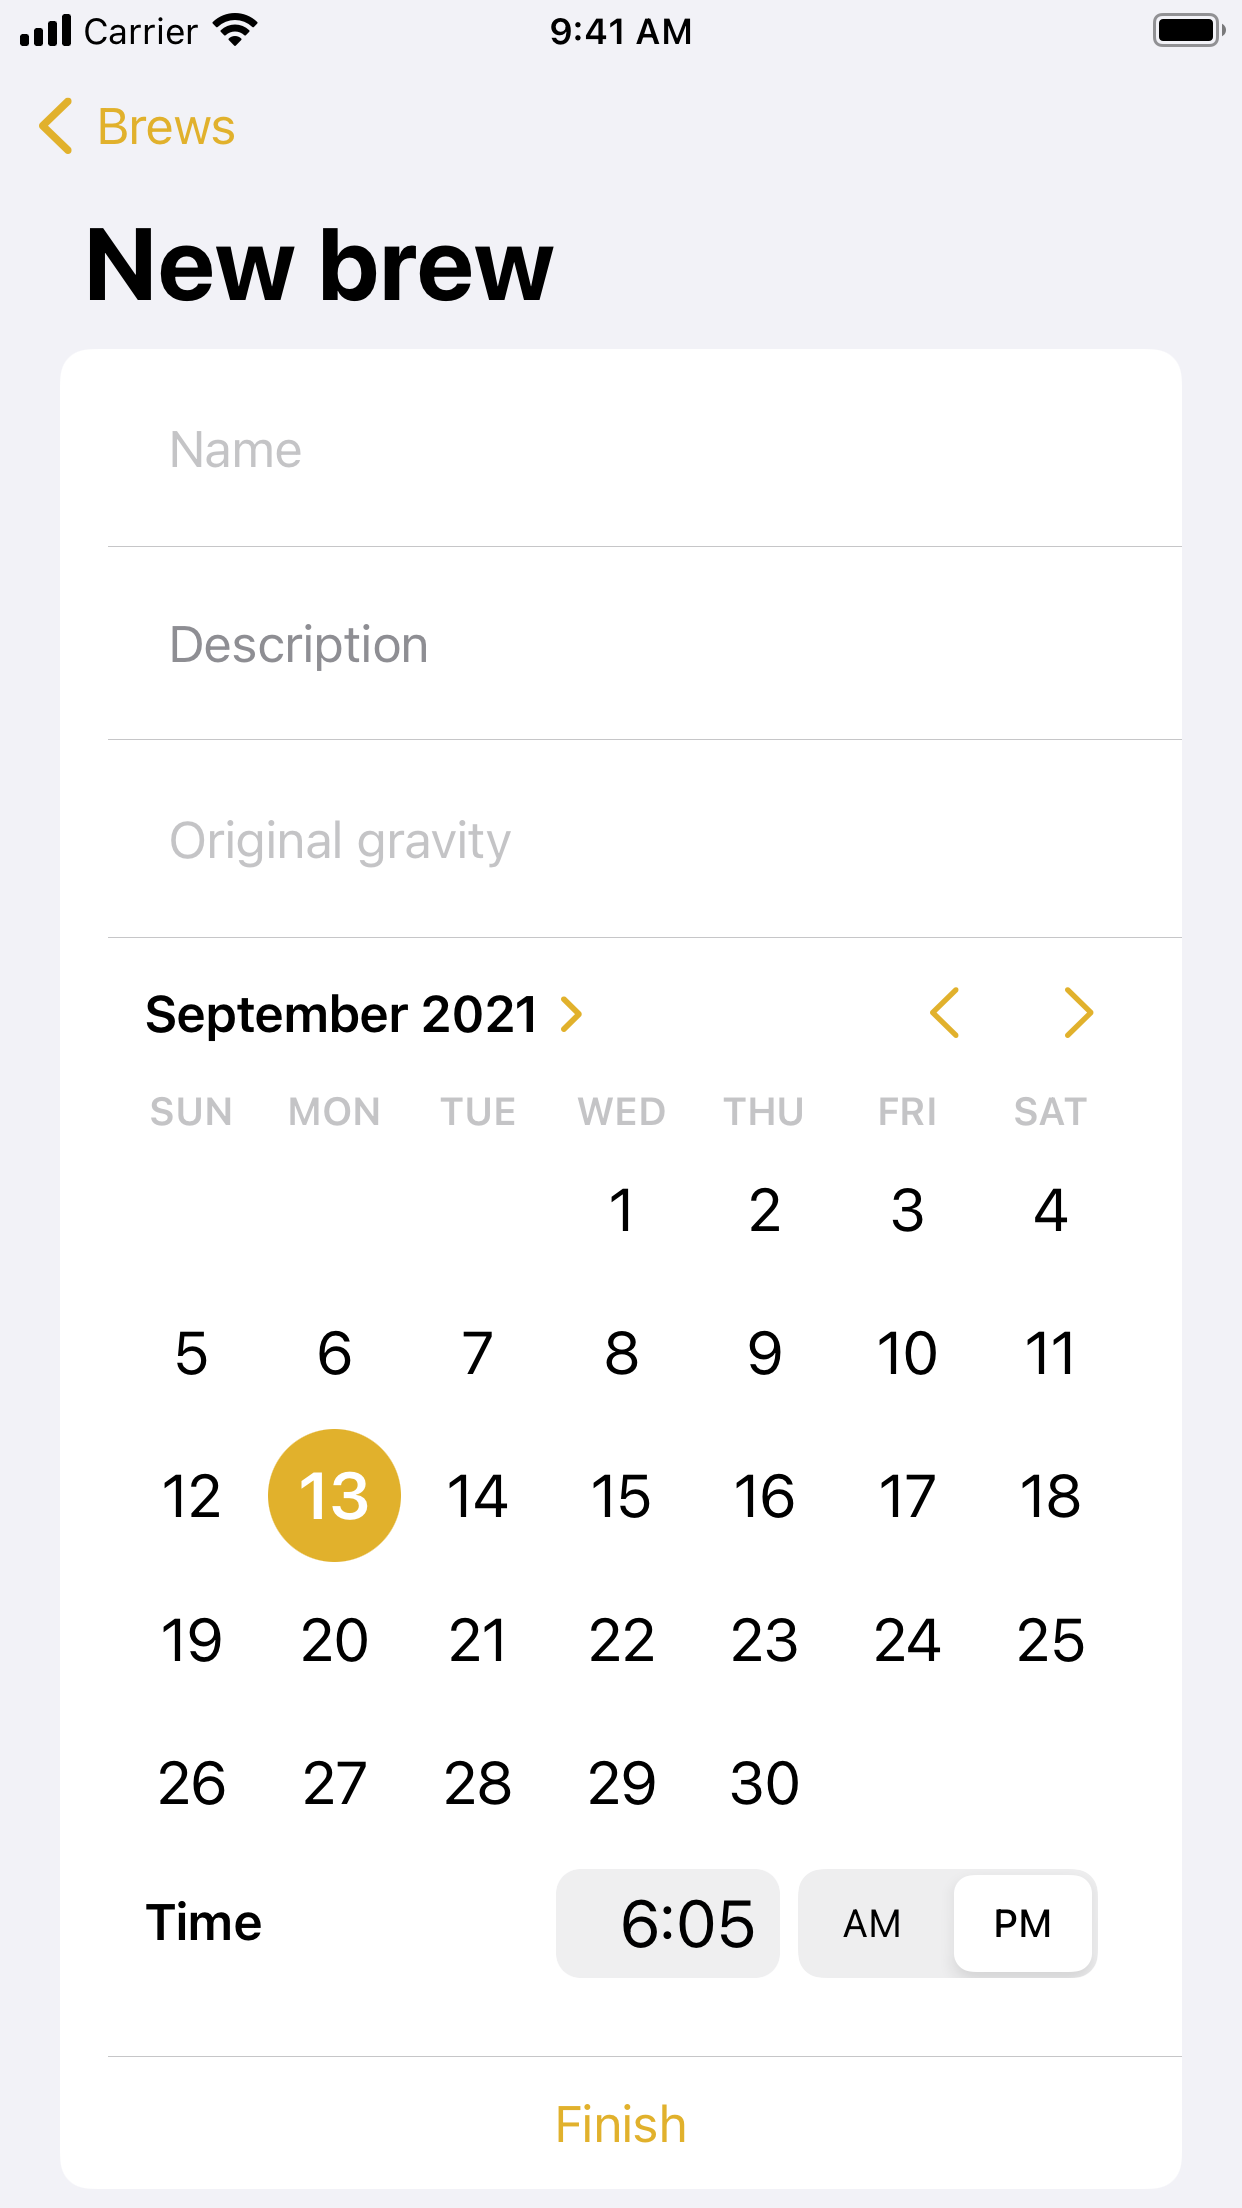 Carrier 9:41 AM
Brews
New brew
Name
Description
Original gravity
September 2021
SUN MON TUE WED THU FRI SAT
1 2 3 4
5 6 7 8 9 10 11
12 13 14 15 16 17 18
19 20 21 22 23 24 25
26 27 28 29 30
Time 6:05 AM PM
Finish